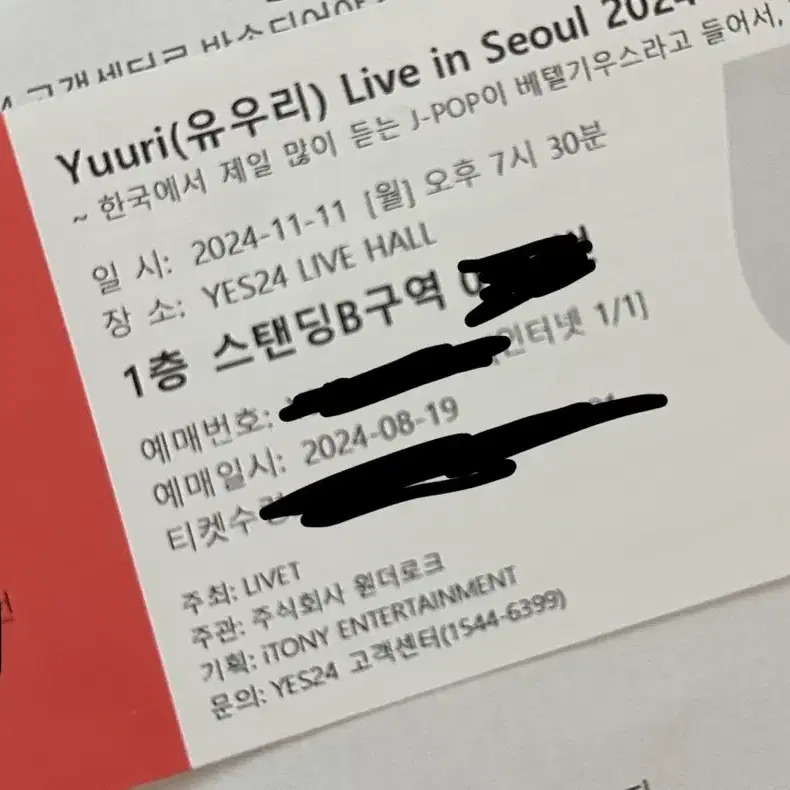 Yuuri(유우리) Live in Seoul 2024
~ 한국에서 제일 많이 듣는 J-POP이 베텔기우스라고 들어서,
일 시: 2024-11-11 [월] 오후 7시 30분
장 소: YES24 LIVE HALL
1층 스탠딩B구역
예매번호: [인터넷 1/1]
예매일시: 2024-08-19
티켓수령
주최: LIVET
주관: 주식회사 원더로크
기획: iTONY ENTERTAINMENT
문의: YES24 고객센터(1544-6399)